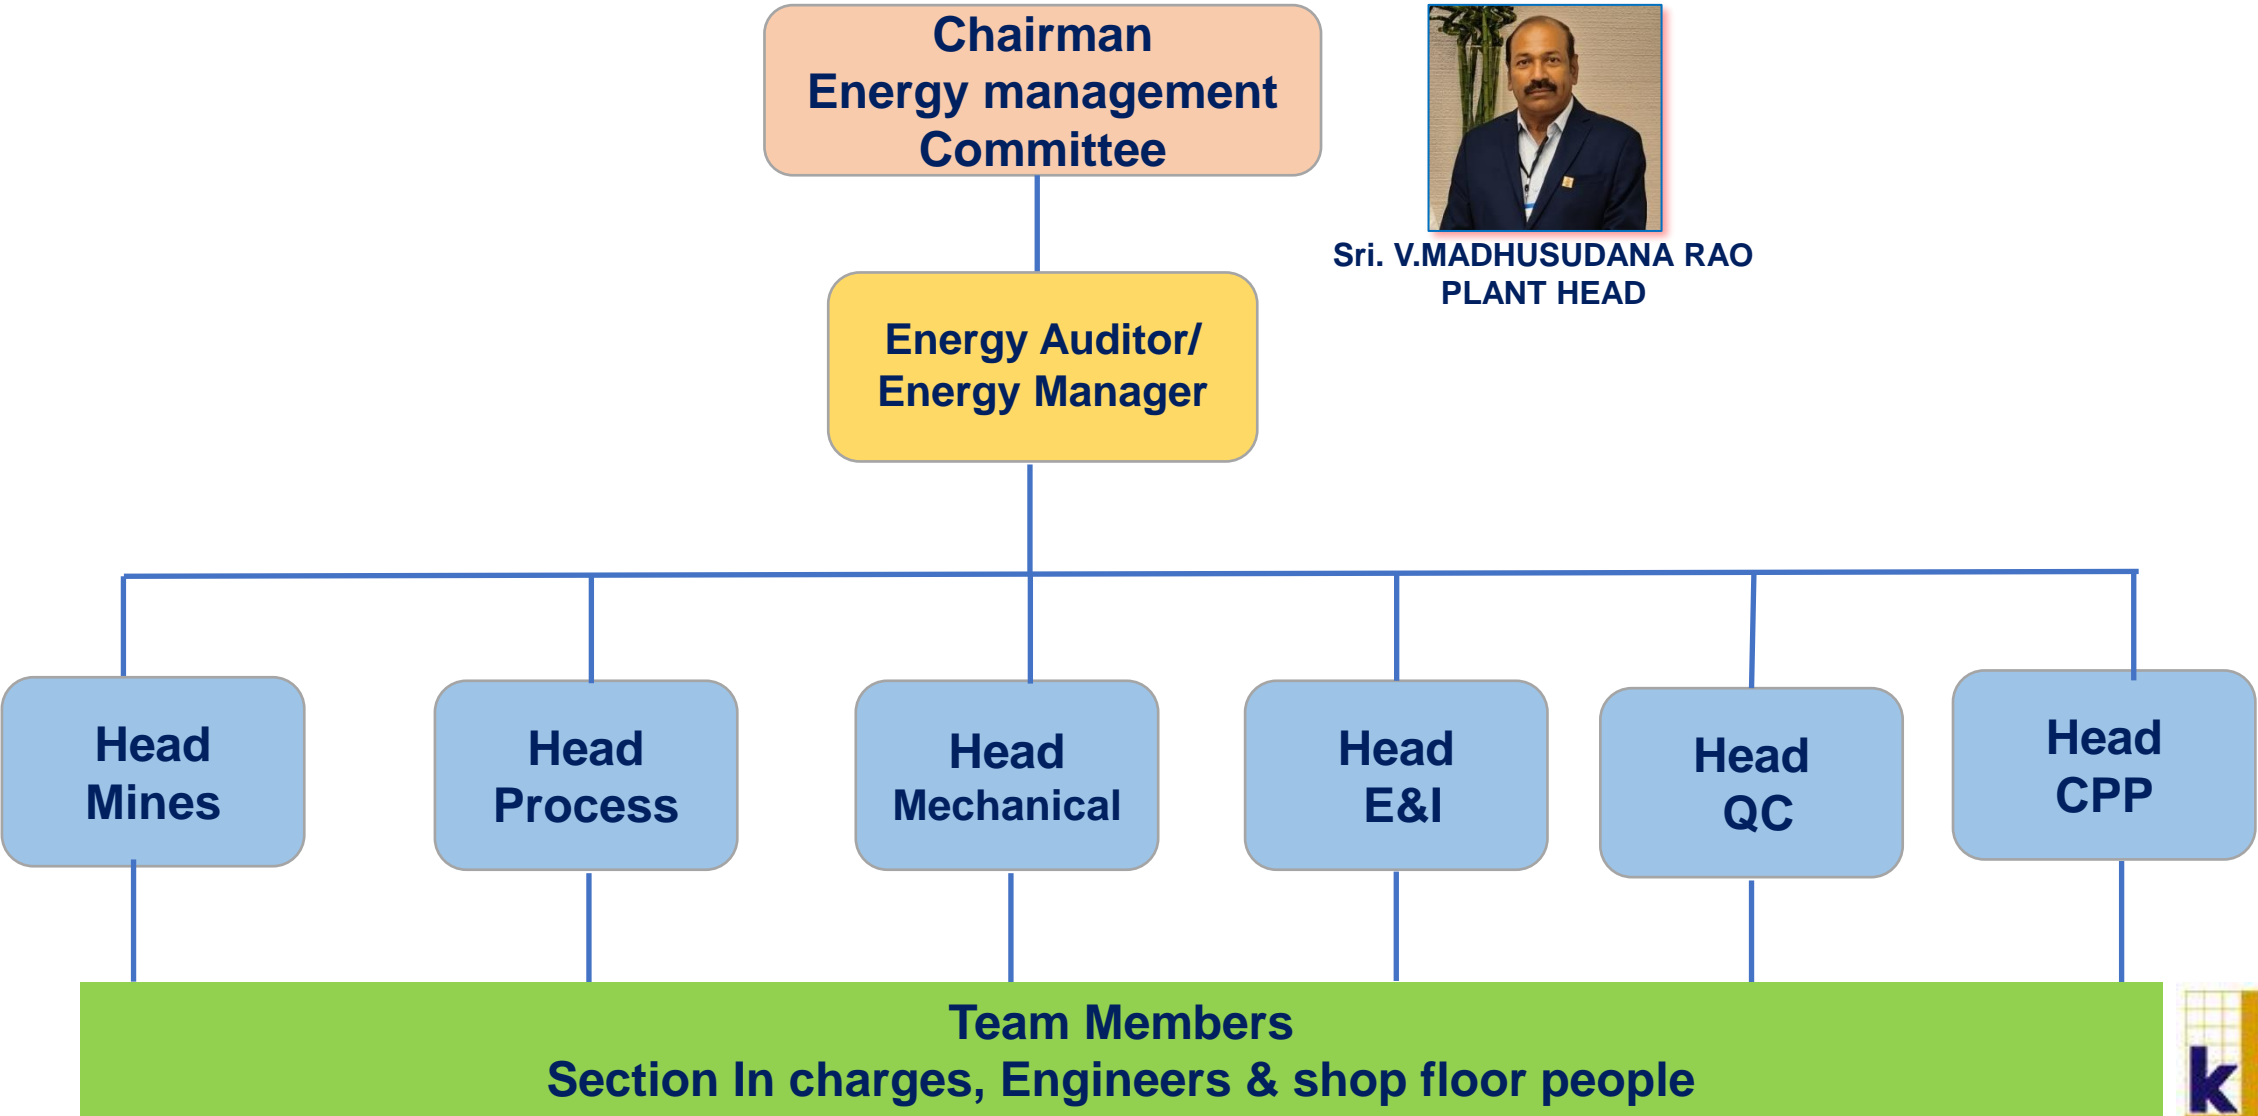 Chairman
Energy management
Committee
Sri. V.MADHUSUDANA RAO
PLANT HEAD
Energy Auditor/
Energy Manager
Head
Mines
Head
Process
Head
Mechanical
Head
E&I
Head
QC
Head
CPP
Team Members
Section In charges, Engineers & shop floor people
k